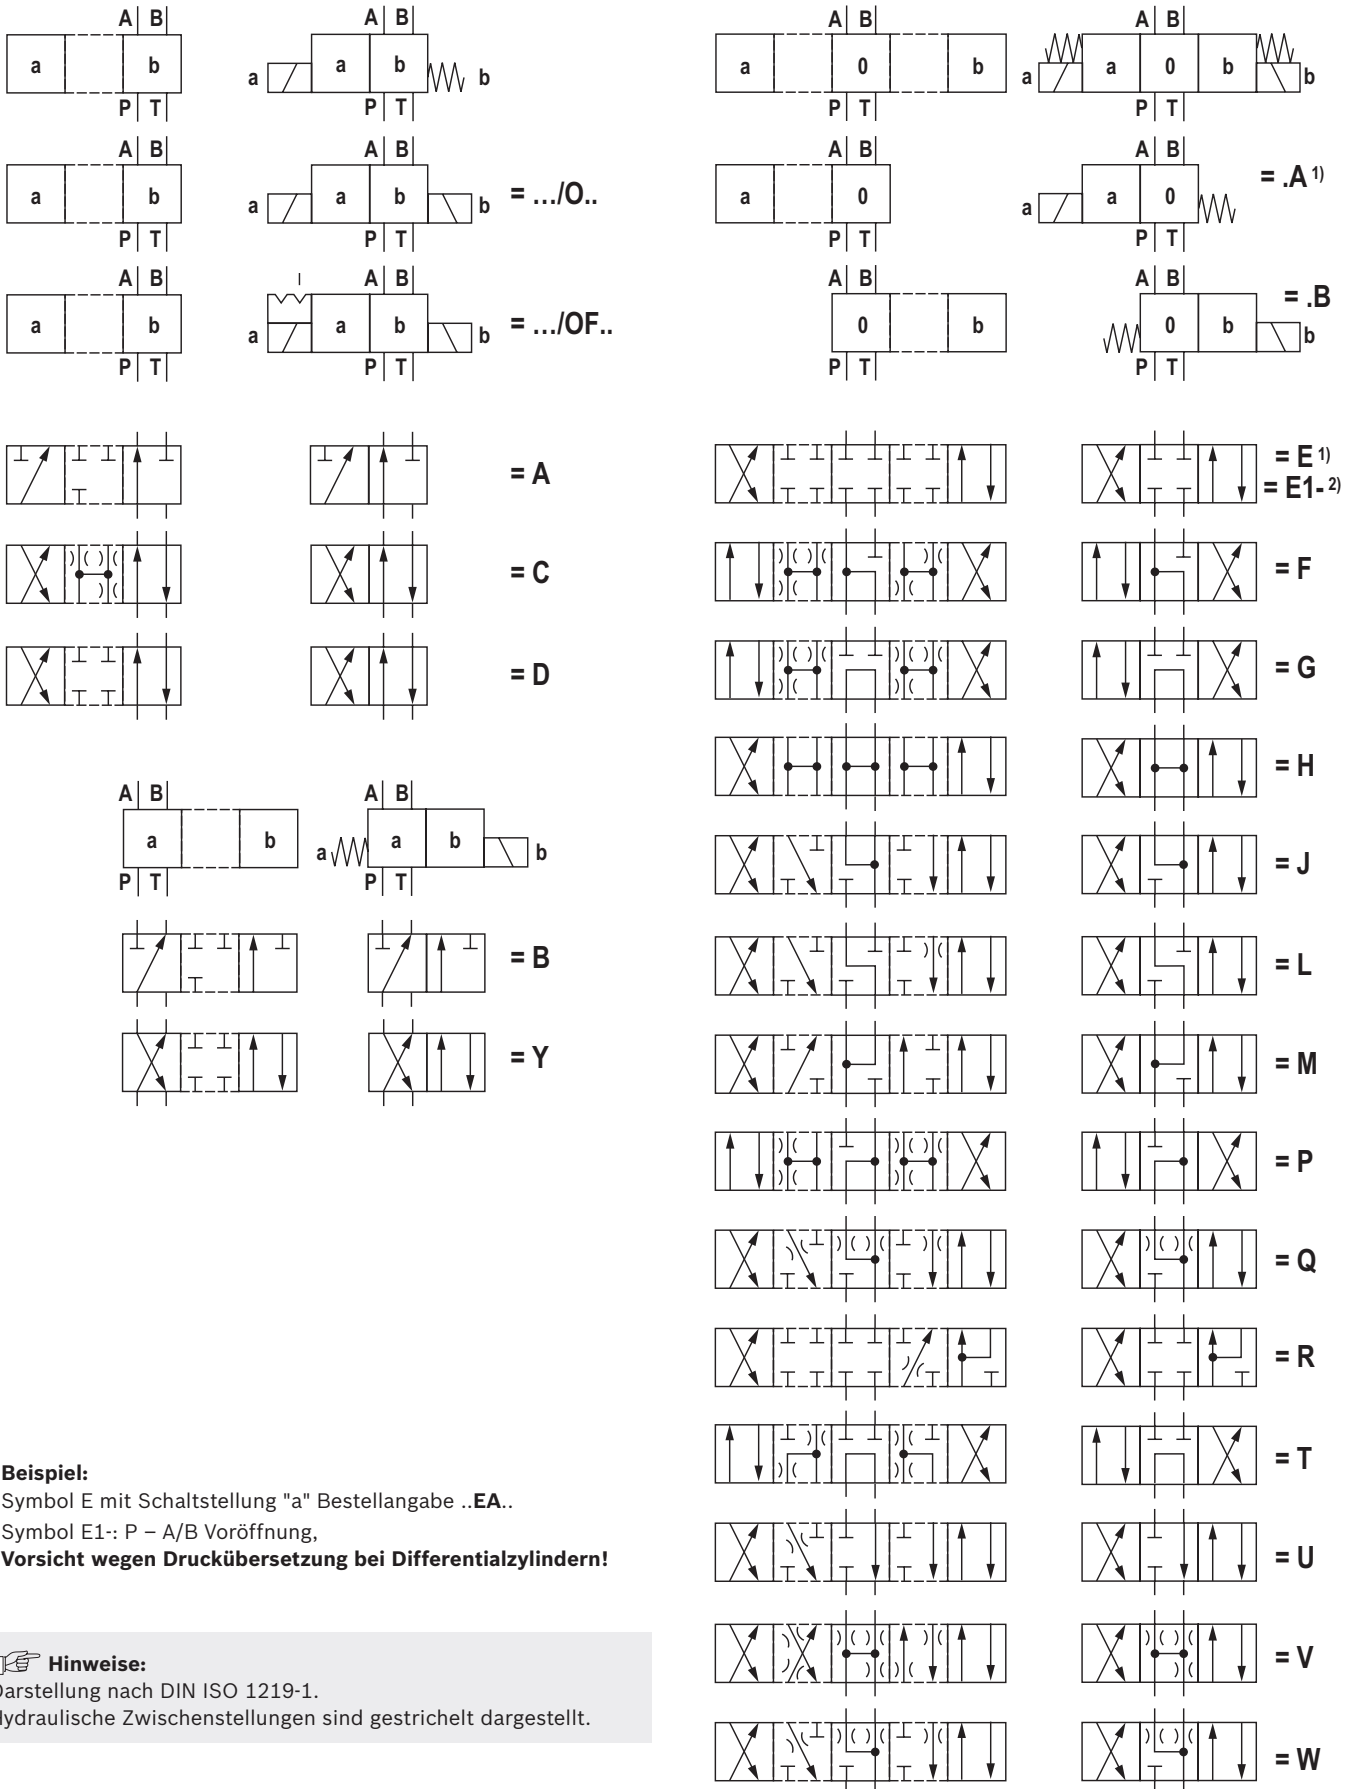 A B A B
a b a a b b
P T P T
A B A B
a b a a b b = .../O..
P T P T
A B A B
a b a a b b = .../OF..
P T P T
= A
= C
= D
A B A B
a b a a b b
P T P T
= B
= Y
A B A B
a 0 b a a 0 b b
P T P T
A B A B
a 0 a a 0 = .A 1)
P T P T
A B A B
0 b 0 b b = .B
P T P T
= E 1)
= E1- 2)
= F
= G
= H
= J
= L
= M
= P
= Q
= R
= T
= U
= V
= W
Beispiel:
Symbol E mit Schaltstellung "a" Bestellangabe ..EA..
Symbol E1-: P – A/B Voröffnung,
Vorsicht wegen Druckübersetzung bei Differentialzylindern!
Hinweise:
Darstellung nach DIN ISO 1219-1.
Hydraulische Zwischenstellungen sind gestrichelt dargestellt.